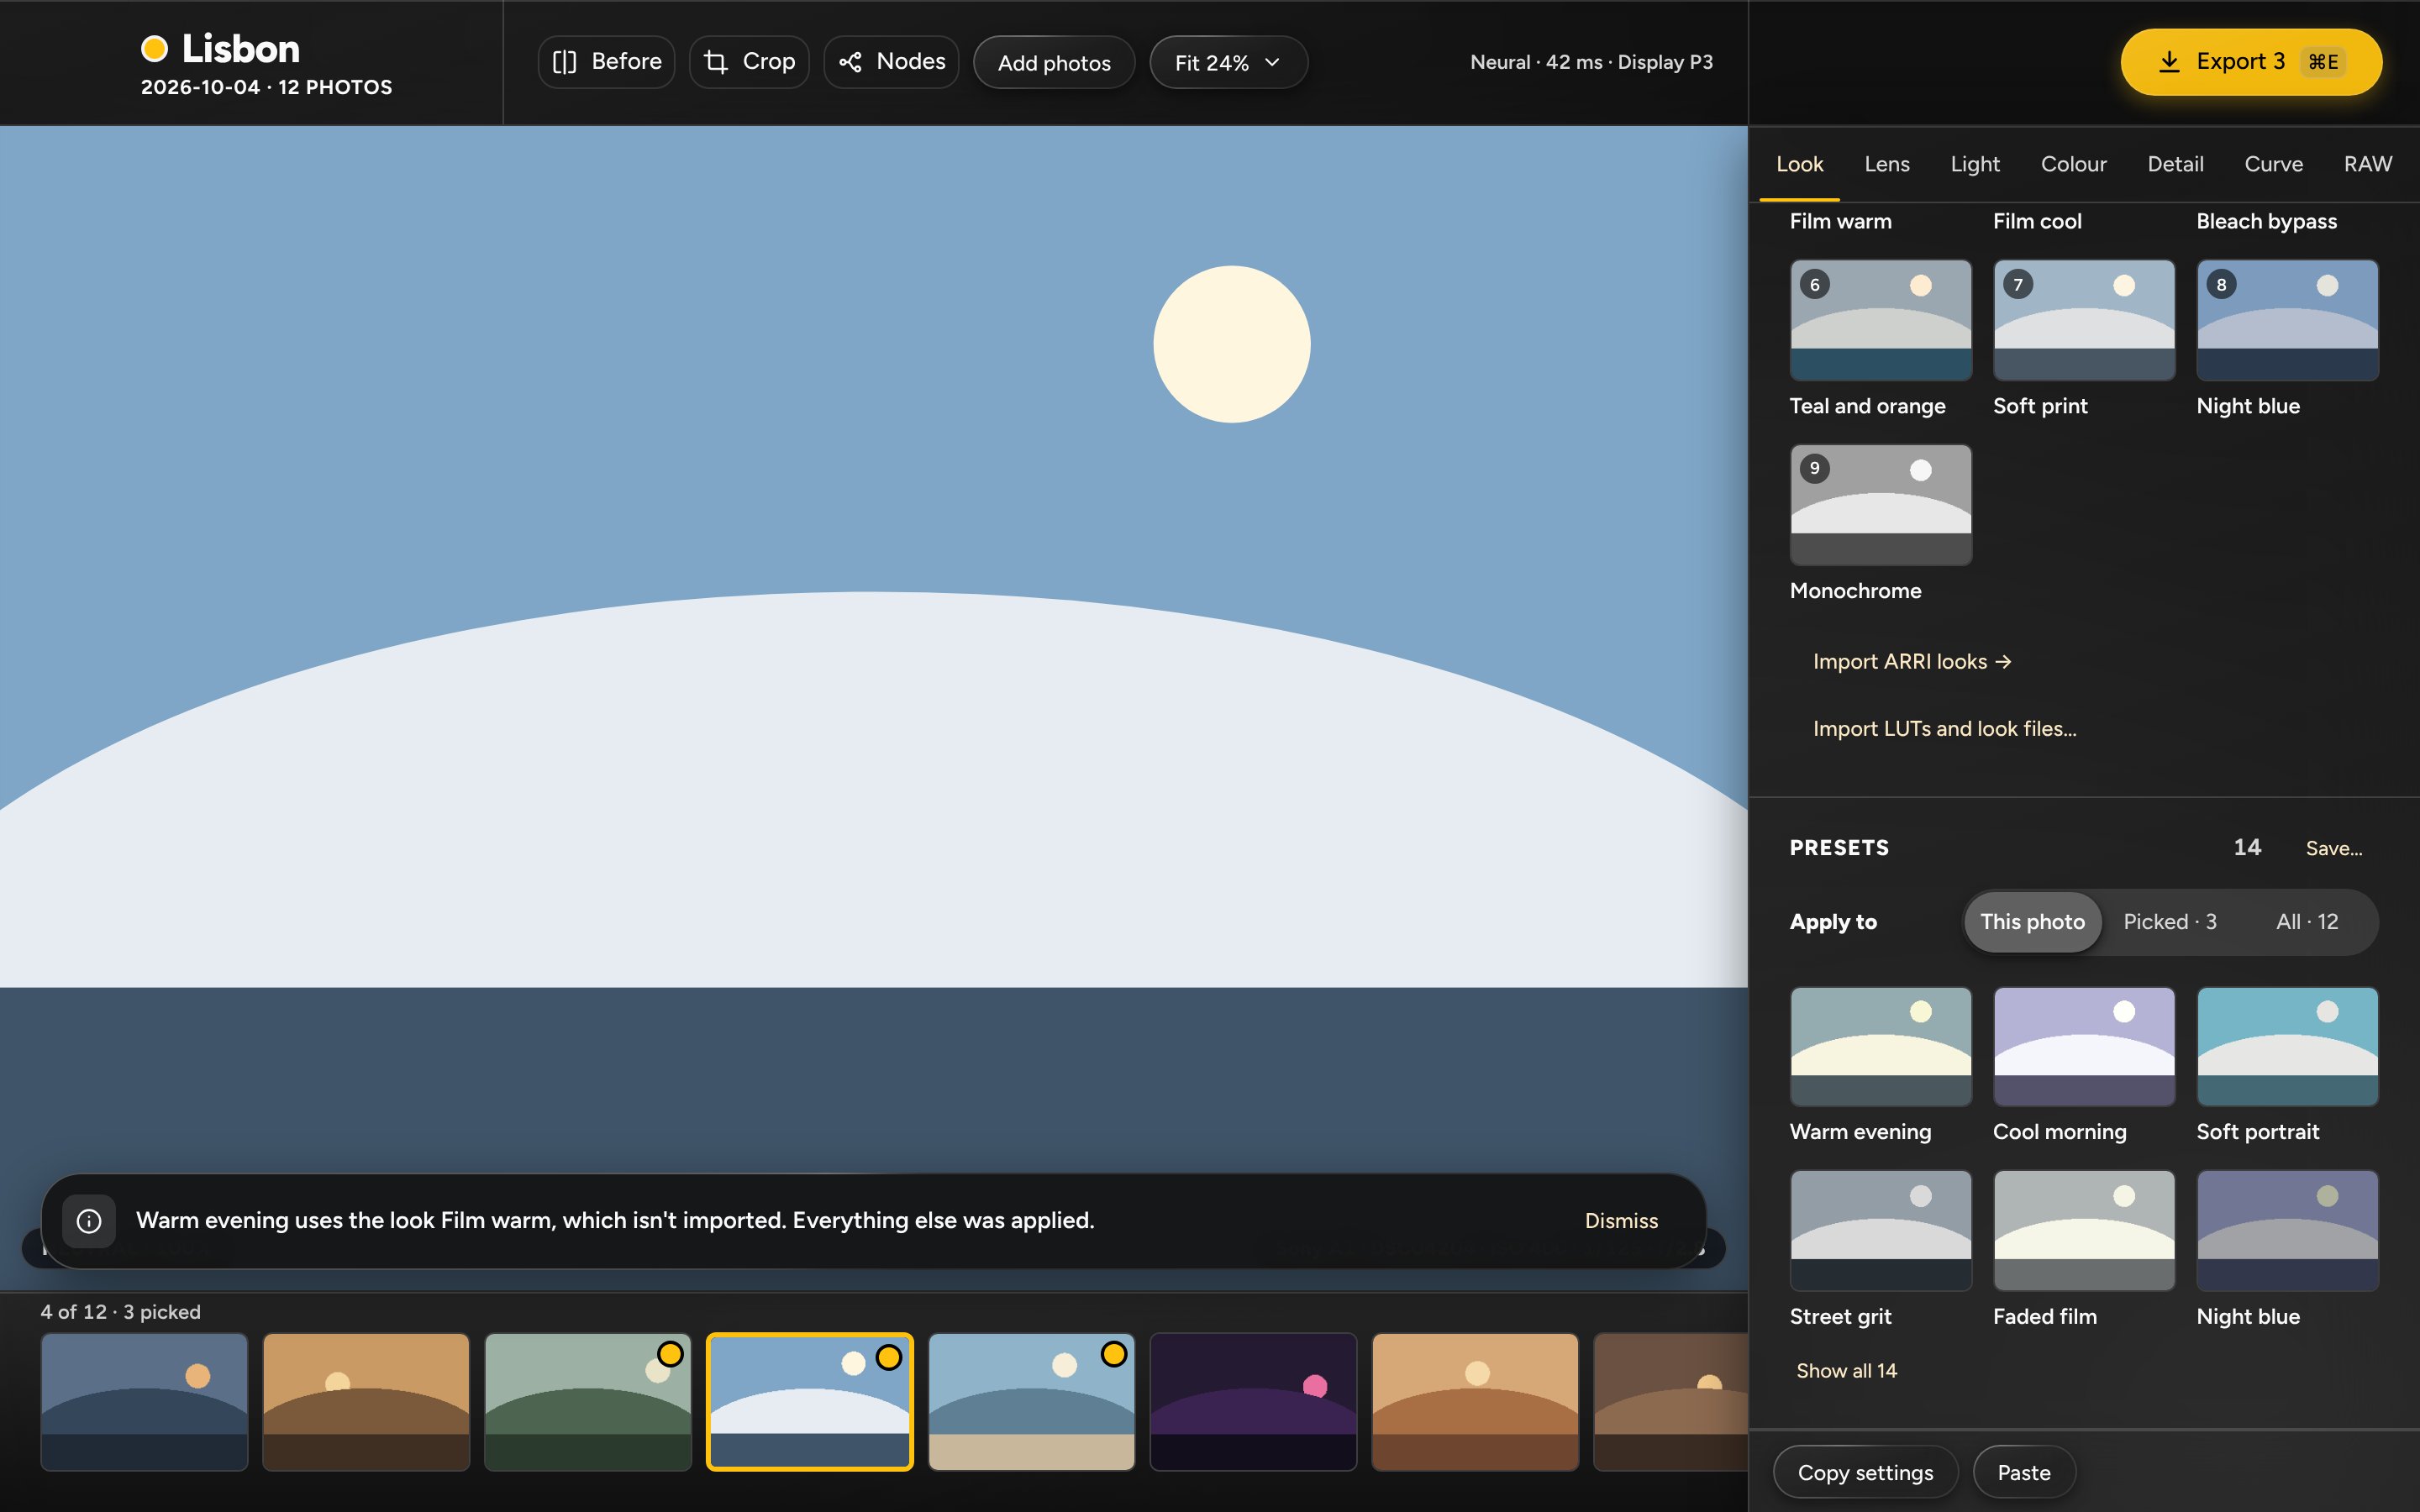 Lisbon
2026-10-04 · 12 PHOTOS
Before
Crop
Nodes
Add photos
Fit 24%
Neural · 42 ms · Display P3
Export 3 ⌘E
Look
Lens
Light
Colour
Detail
Curve
RAW
Film warm
Film cool
Bleach bypass
6
7
8
Teal and orange
Soft print
Night blue
9
Monochrome
Import ARRI looks →
Import LUTs and look files...
PRESETS
14
Save...
Apply to
This photo
Picked · 3
All · 12
Warm evening
Cool morning
Soft portrait
Street grit
Faded film
Night blue
Show all 14
Copy settings
Paste
Warm evening uses the look Film warm, which isn't imported. Everything else was applied.
Dismiss
4 of 12 · 3 picked